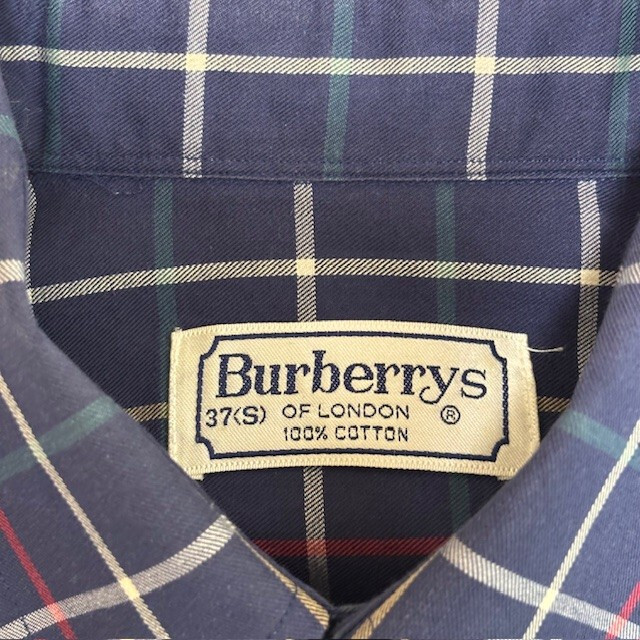 Burberrys
37(S) OF LONDON ®
100% COTTON